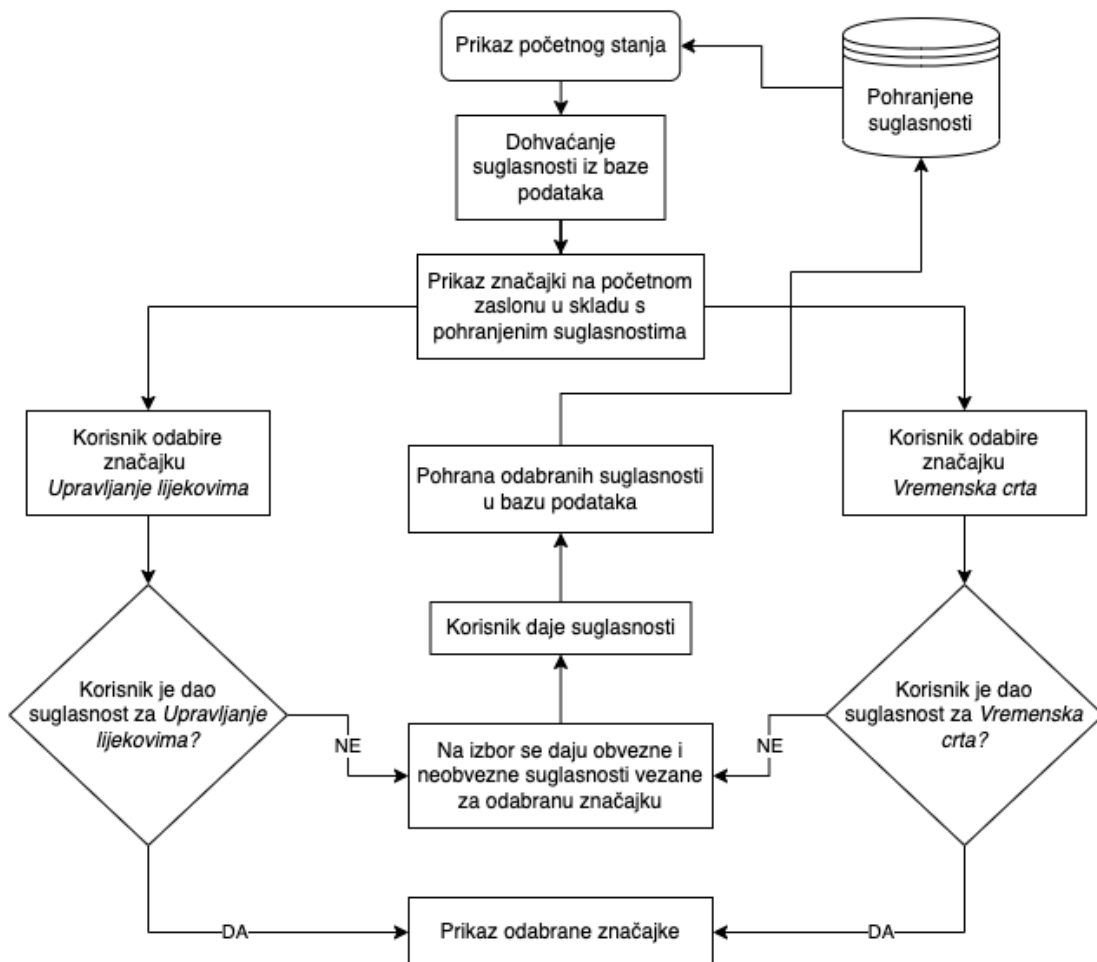 Prikaz početnog stanja
Pohranjene
suglasnosti
Dohvaćanje
suglasnosti iz baze
podataka
Prikaz značajki na početnom
zaslonu u skladu s
pohranjenim suglasnostima
Korisnik odabire
značajku
Upravljanje lijekovima
Pohrana odabranih suglasnosti
u bazu podataka
Korisnik odabire
značajku
Vremenska crta
Korisnik daje suglasnosti
Korisnik je dao
suglasnost za Upravljanje
lijekovima?
NE
Na izbor se daju obvezne i
neobvezne suglasnosti vezane
za odabranu značajku
NE
Korisnik je dao
suglasnost za Vremenska
crta?
DA
Prikaz odabrane značajke
DA